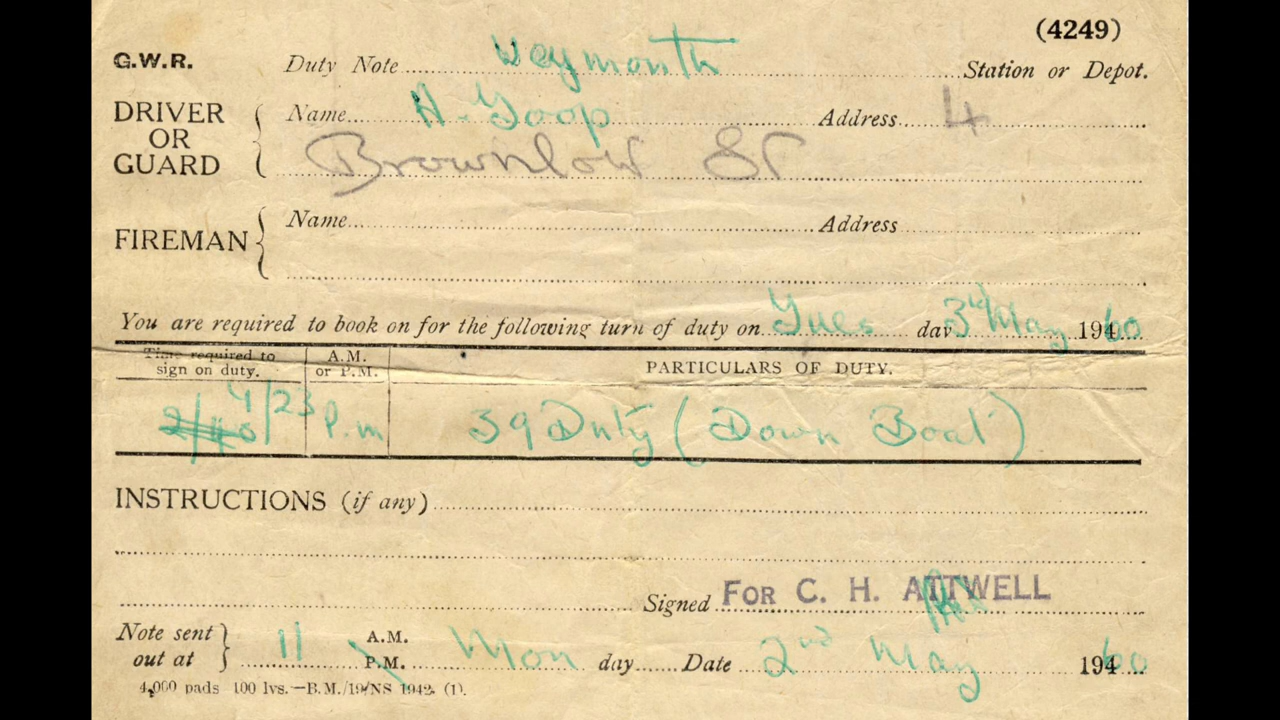 (4249)
G.W.R. Duty Note Weymouth Station or Depot.
DRIVER OR GUARD { Name A. Goop Address 4
Brownlow St
FIREMAN { Name Address
You are required to book on for the following turn of duty on Tues day 3rd May 1960
Time required to sign on duty. A.M. or P.M. PARTICULARS OF DUTY.
4/23 P.m 39 Duty (Down Boat)
INSTRUCTIONS (if any)
Signed FOR C. H. ATTWELL
Note sent out at } 11 A.M. P.M. Mon day Date 2nd May 1960
4,000 pads 100 lvs.—B.M./19/NS 1942. (1).